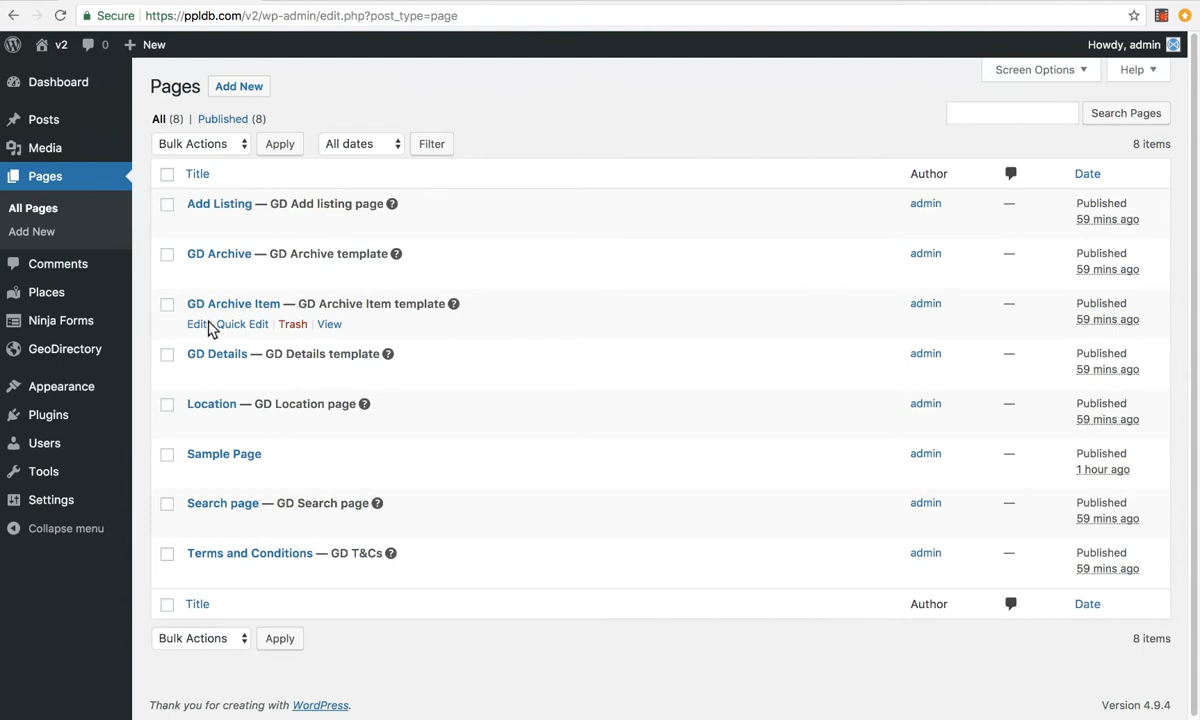 Secure https://ppldb.com/v2/wp-admin/edit.php?post_type=page
v2 0 New Howdy, admin
Screen Options Help
Dashboard
Posts
Media
Pages
All Pages
Add New
Comments
Places
Ninja Forms
GeoDirectory
Appearance
Plugins
Users
Tools
Settings
Collapse menu
Pages Add New
All (8) | Published (8)
Search Pages
Bulk Actions Apply All dates Filter 8 items
Title Author Date
Add Listing — GD Add listing page admin — Published
59 mins ago
GD Archive — GD Archive template admin — Published
59 mins ago
GD Archive Item — GD Archive Item template admin — Published
Edit Quick Edit | Trash | View 59 mins ago
GD Details — GD Details template admin — Published
59 mins ago
Location — GD Location page admin — Published
59 mins ago
Sample Page admin — Published
1 hour ago
Search page — GD Search page admin — Published
59 mins ago
Terms and Conditions — GD T&Cs admin — Published
59 mins ago
Title Author Date
Bulk Actions Apply 8 items
Thank you for creating with WordPress. Version 4.9.4